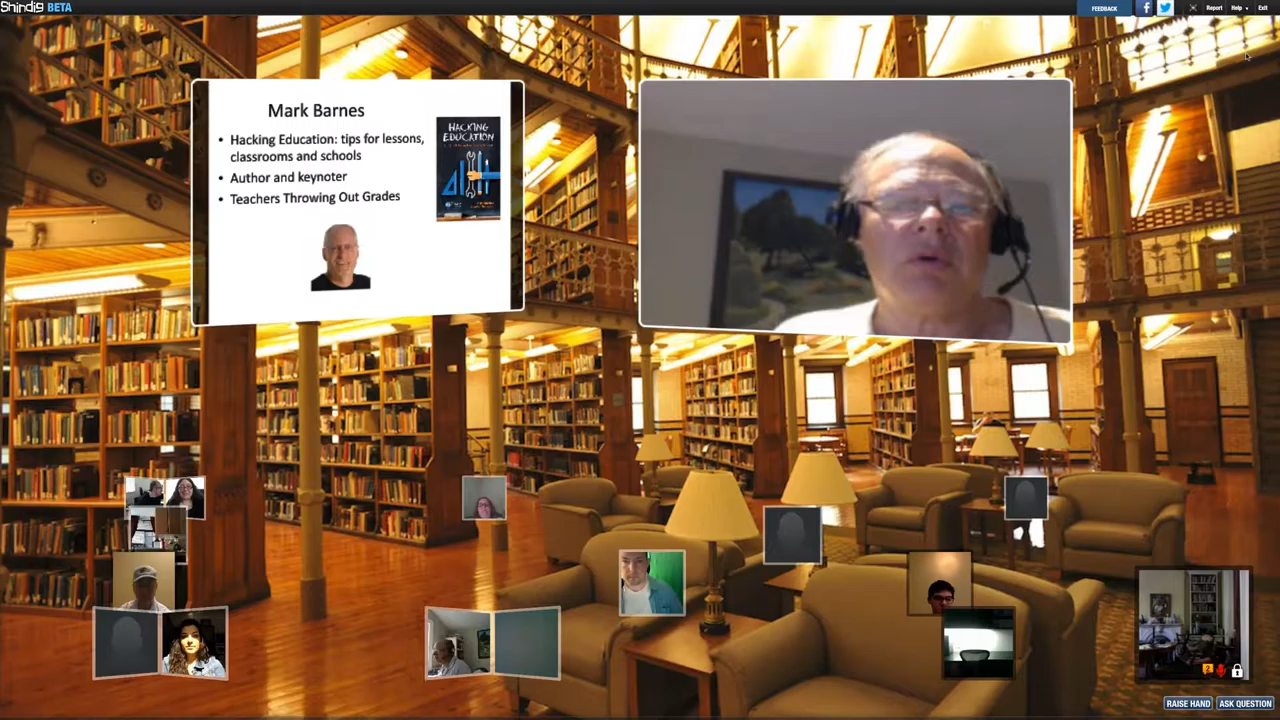 Shindig BETA
FEEDBACK
Report
Help
Exit
Mark Barnes
• Hacking Education: tips for lessons,
classrooms and schools
• Author and keynoter
• Teachers Throwing Out Grades
HACKING
EDUCATION
2
RAISE HAND
ASK QUESTION